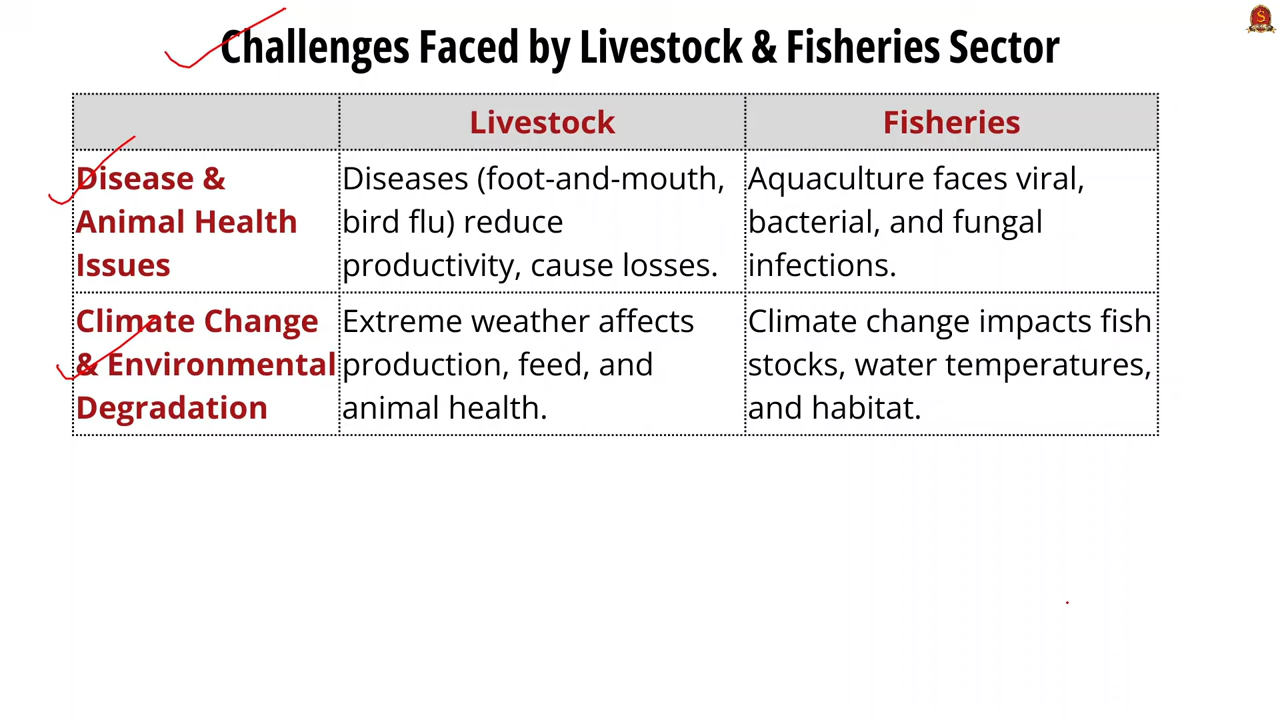 Challenges Faced by Livestock & Fisheries Sector
Livestock
Fisheries
Disease &
Animal Health
Issues
Diseases (foot-and-mouth,
bird flu) reduce
productivity, cause losses.
Aquaculture faces viral,
bacterial, and fungal
infections.
Climate Change
& Environmental
Degradation
Extreme weather affects
production, feed, and
animal health.
Climate change impacts fish
stocks, water temperatures,
and habitat.